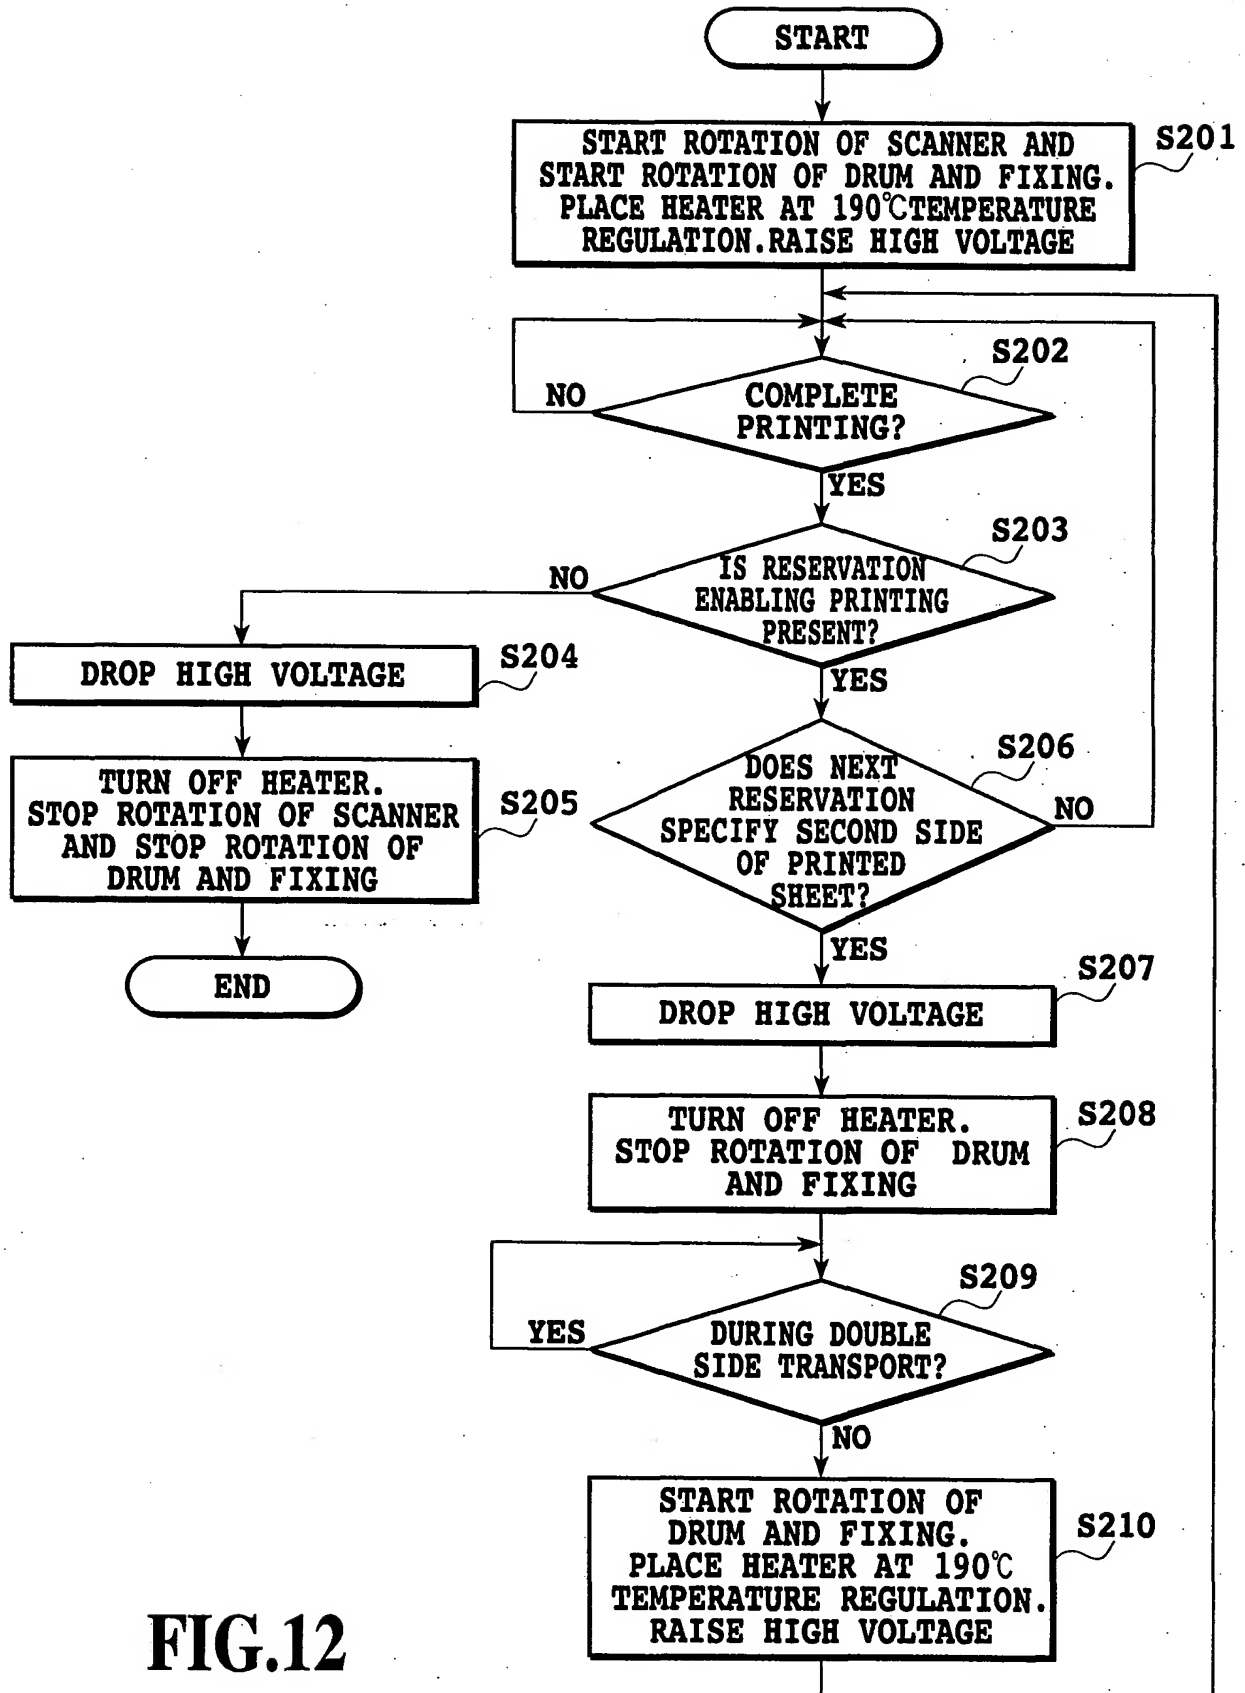 START
START ROTATION OF SCANNER AND
START ROTATION OF DRUM AND FIXING.
PLACE HEATER AT 190℃TEMPERATURE
REGULATION.RAISE HIGH VOLTAGE
S201
S202
COMPLETE
PRINTING?
NO
YES
S203
IS RESERVATION
ENABLING PRINTING
PRESENT?
NO
YES
DROP HIGH VOLTAGE
S204
TURN OFF HEATER.
STOP ROTATION OF SCANNER
AND STOP ROTATION OF
DRUM AND FIXING
S205
END
S206
DOES NEXT
RESERVATION
SPECIFY SECOND SIDE
OF PRINTED
SHEET?
NO
YES
S207
DROP HIGH VOLTAGE
S208
TURN OFF HEATER.
STOP ROTATION OF DRUM
AND FIXING
S209
DURING DOUBLE
SIDE TRANSPORT?
YES
NO
START ROTATION OF
DRUM AND FIXING.
PLACE HEATER AT 190℃
TEMPERATURE REGULATION.
RAISE HIGH VOLTAGE
S210
FIG.12